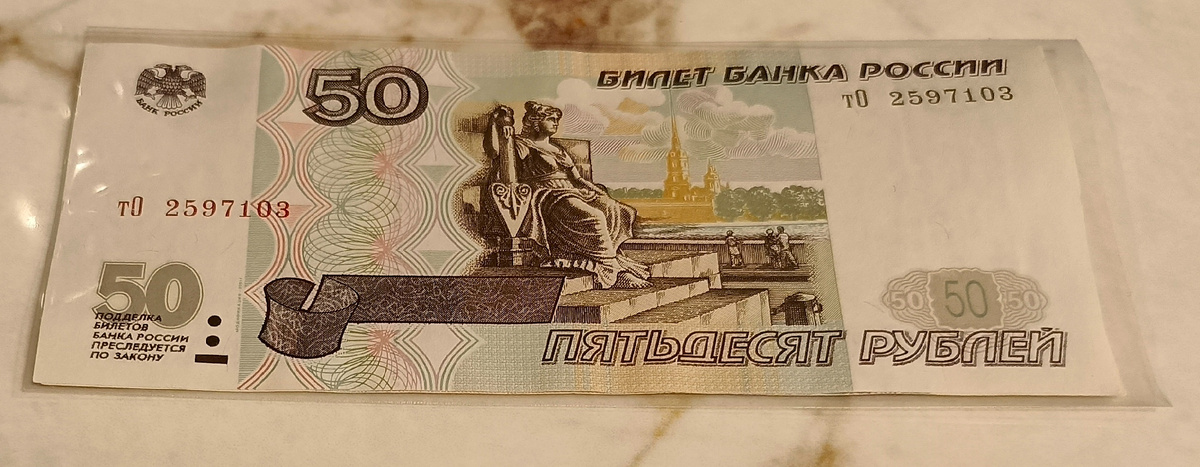 50
БИЛЕТ БАНКА РОССИИ
БАНК РОССИИ
тО 2597103
тО 2597103
50
ПОДДЕЛКА
БИЛЕТОВ
БАНКА РОССИИ
ПРЕСЛЕДУЕТСЯ
ПО ЗАКОНУ
50 50 50
ПЯТЬДЕСЯТ РУБЛЕЙ